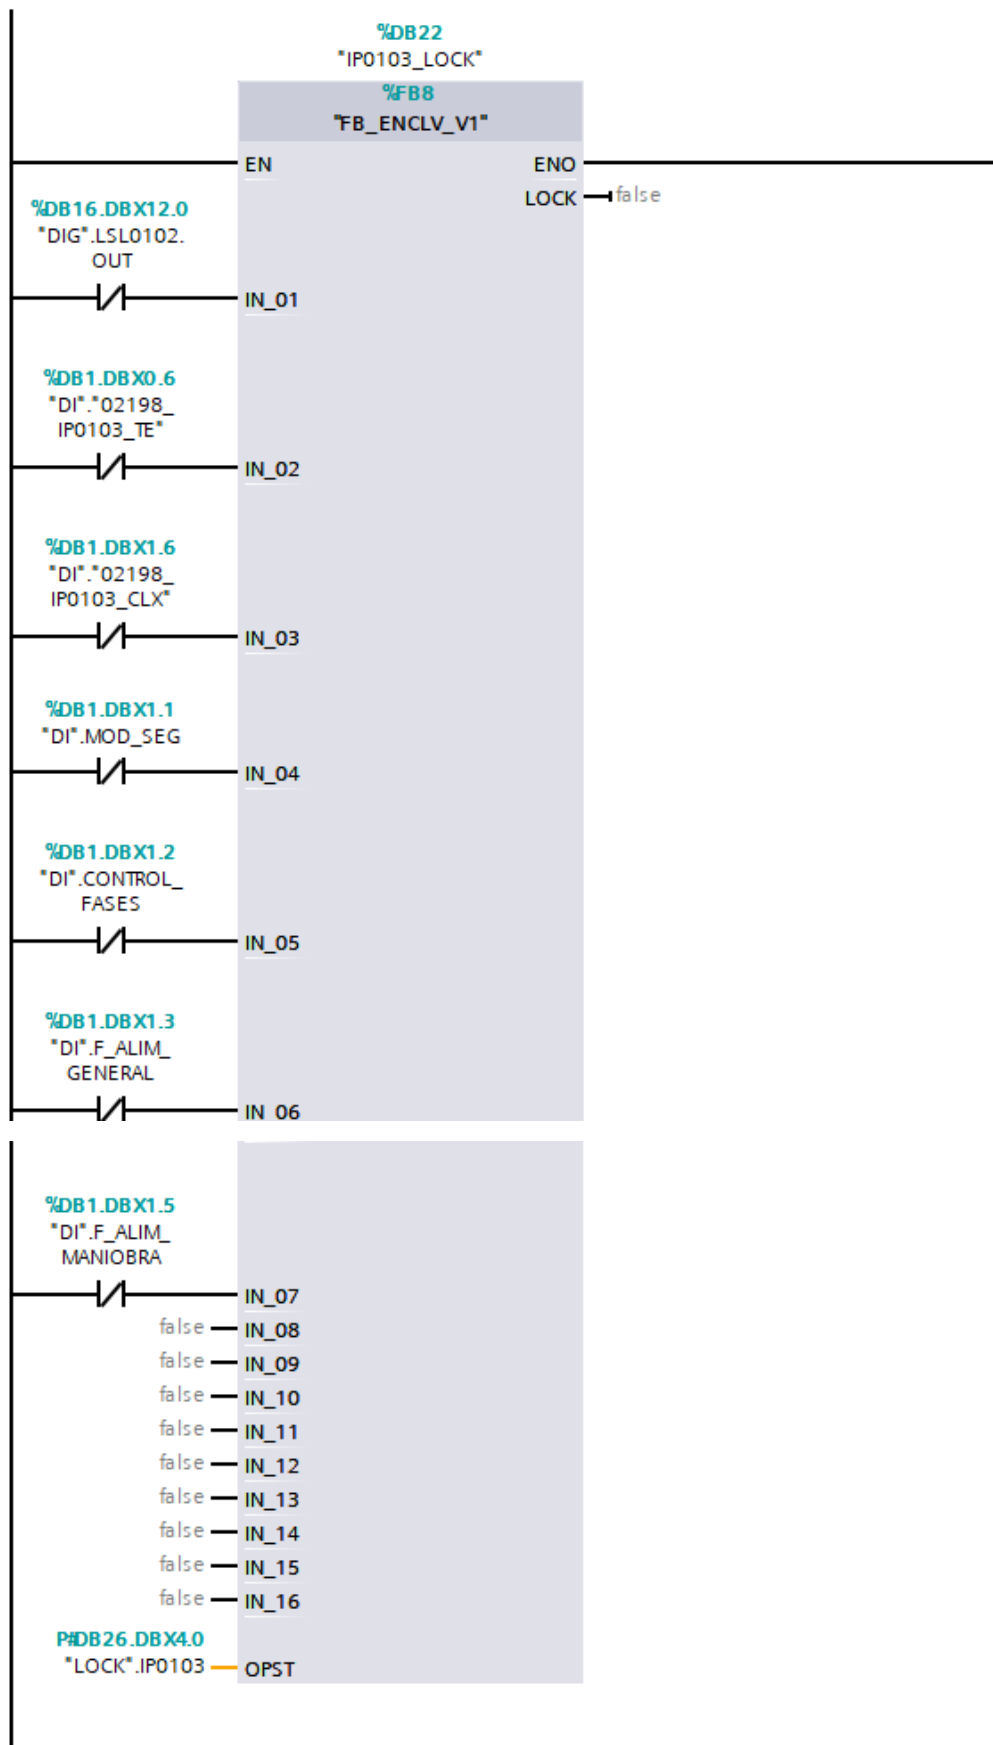 %DB22
"IP0103_LOCK"
%FB8
"FB_ENCLV_V1"
EN
ENO
LOCK
false
%DB16.DBX12.0
"DIG".LSL0102.
OUT
IN_01
%DB1.DBX0.6
"DI"."02198_
IP0103_TE"
IN_02
%DB1.DBX1.6
"DI"."02198_
IP0103_CLX"
IN_03
%DB1.DBX1.1
"DI".MOD_SEG
IN_04
%DB1.DBX1.2
"DI".CONTROL_
FASES
IN_05
%DB1.DBX1.3
"DI".F_ALIM_
GENERAL
IN_06
%DB1.DBX1.5
"DI".F_ALIM_
MANIOBRA
IN_07
false IN_08
false IN_09
false IN_10
false IN_11
false IN_12
false IN_13
false IN_14
false IN_15
false IN_16
P#DB26.DBX4.0
"LOCK".IP0103
OPST